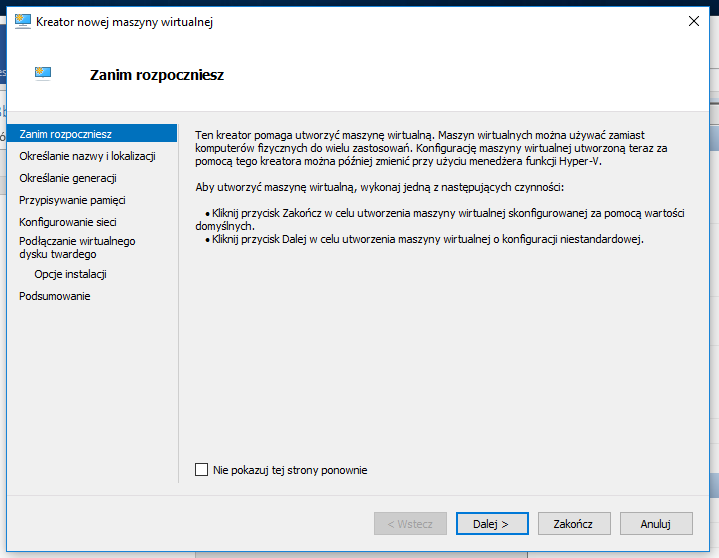 Kreator nowej maszyny wirtualnej
Zanim rozpoczniesz
Zanim rozpoczniesz
Określanie nazwy i lokalizacji
Określanie generacji
Przypisywanie pamięci
Konfigurowanie sieci
Podłączanie wirtualnego
dysku twardego
Opcje instalacji
Podsumowanie
Ten kreator pomaga utworzyć maszynę wirtualną. Maszyn wirtualnych można używać zamiast
komputerów fizycznych do wielu zastosowań. Konfigurację maszyny wirtualnej utworzoną teraz za
pomocą tego kreatora można później zmienić przy użyciu menedżera funkcji Hyper-V.
Aby utworzyć maszynę wirtualną, wykonaj jedną z następujących czynności:
• Kliknij przycisk Zakończ w celu utworzenia maszyny wirtualnej skonfigurowanej za pomocą wartości
domyślnych.
• Kliknij przycisk Dalej w celu utworzenia maszyny wirtualnej o konfiguracji niestandardowej.
Nie pokazuj tej strony ponownie
< Wstecz
Dalej >
Zakończ
Anuluj